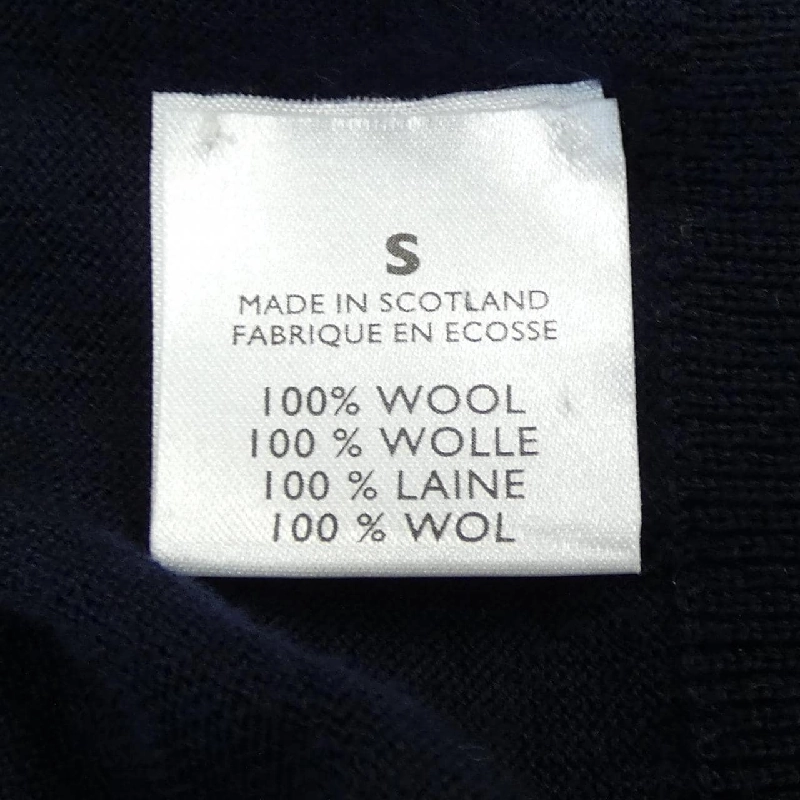 S
MADE IN SCOTLAND
FABRIQUE EN ECOSSE
100% WOOL
100 % WOLLE
100 % LAINE
100 % WOL